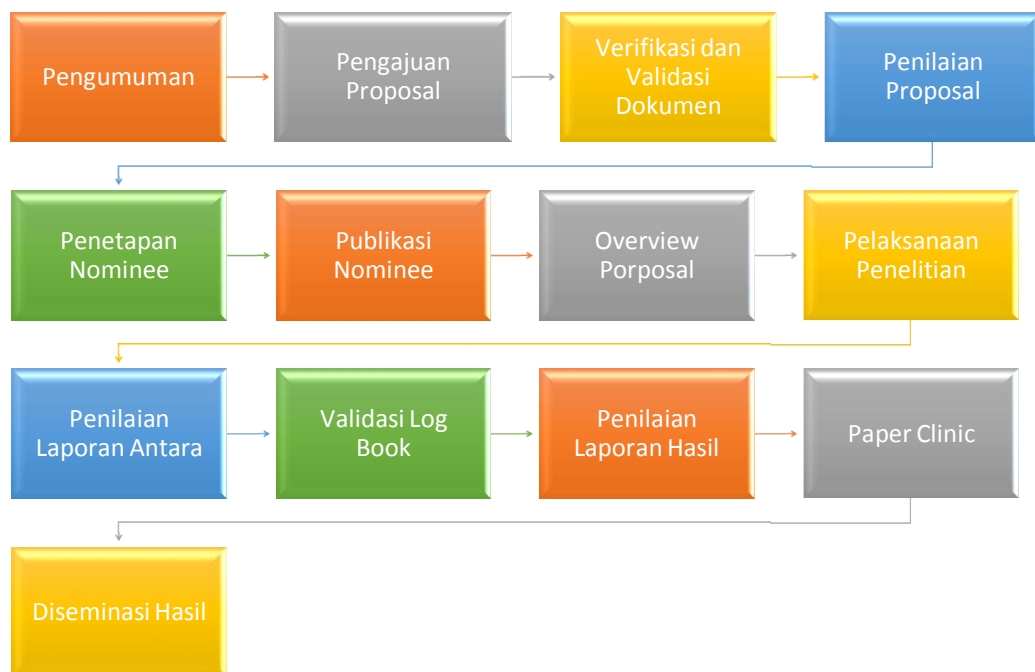 Pengumuman
Pengajuan
Proposal
Verifikasi dan
Validasi
Dokumen
Penilaian
Proposal
Penetapan
Nominee
Publikasi
Nominee
Overview
Porposal
Pelaksanaan
Penelitian
Penilaian
Laporan Antara
Validasi Log
Book
Penilaian
Laporan Hasil
Paper Clinic
Diseminasi Hasil